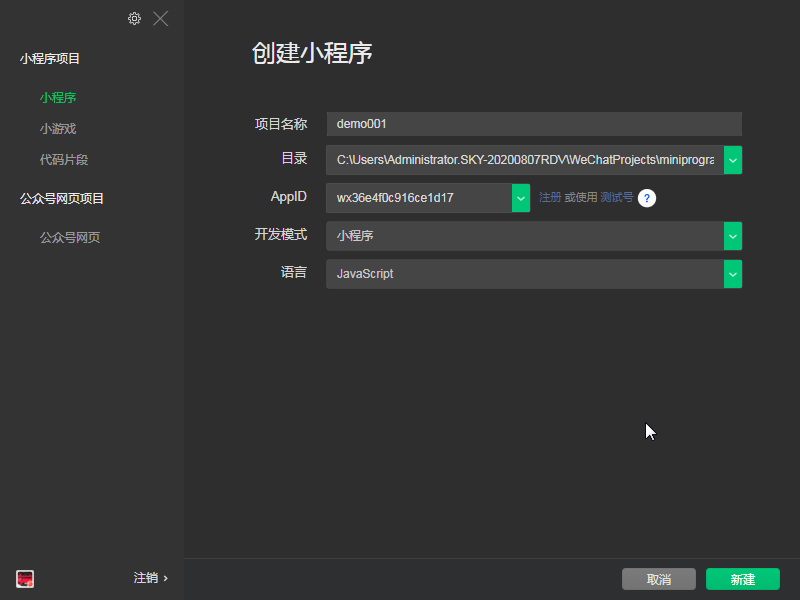 小程序项目
小程序
小游戏
代码片段
公众号网页项目
公众号网页
注销 ›
创建小程序
项目名称 demo001
目录 C:\Users\Administrator.SKY-20200807RDV\WeChatProjects\miniprogra
AppID wx36e4f0c916ce1d17 注册 或使用 测试号 ?
开发模式 小程序
语言 JavaScript
取消 新建